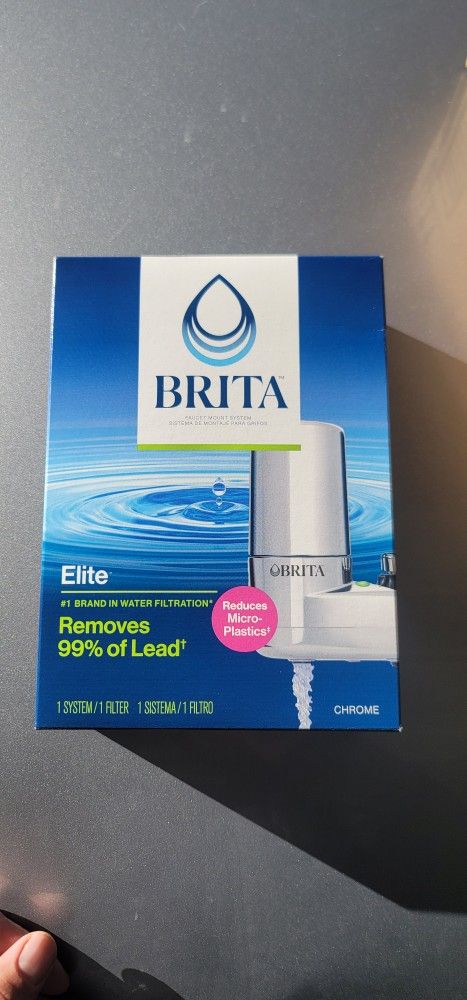 BRITA™
FAUCET MOUNT SYSTEM
SISTEMA DE MONTAJE PARA GRIFOS
BRITA
Elite
#1 BRAND IN WATER FILTRATION*
Removes
99% of Lead†
Reduces
Micro-
Plastics‡
1 SYSTEM/1 FILTER 1 SISTEMA/1 FILTRO
CHROME